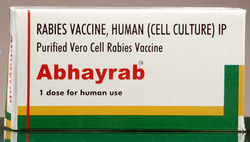 RABIES VACCINE, HUMAN (CELL CULTURE) IP
Purified Vero Cell Rabies Vaccine
Abhayrab®
1 dose for human use